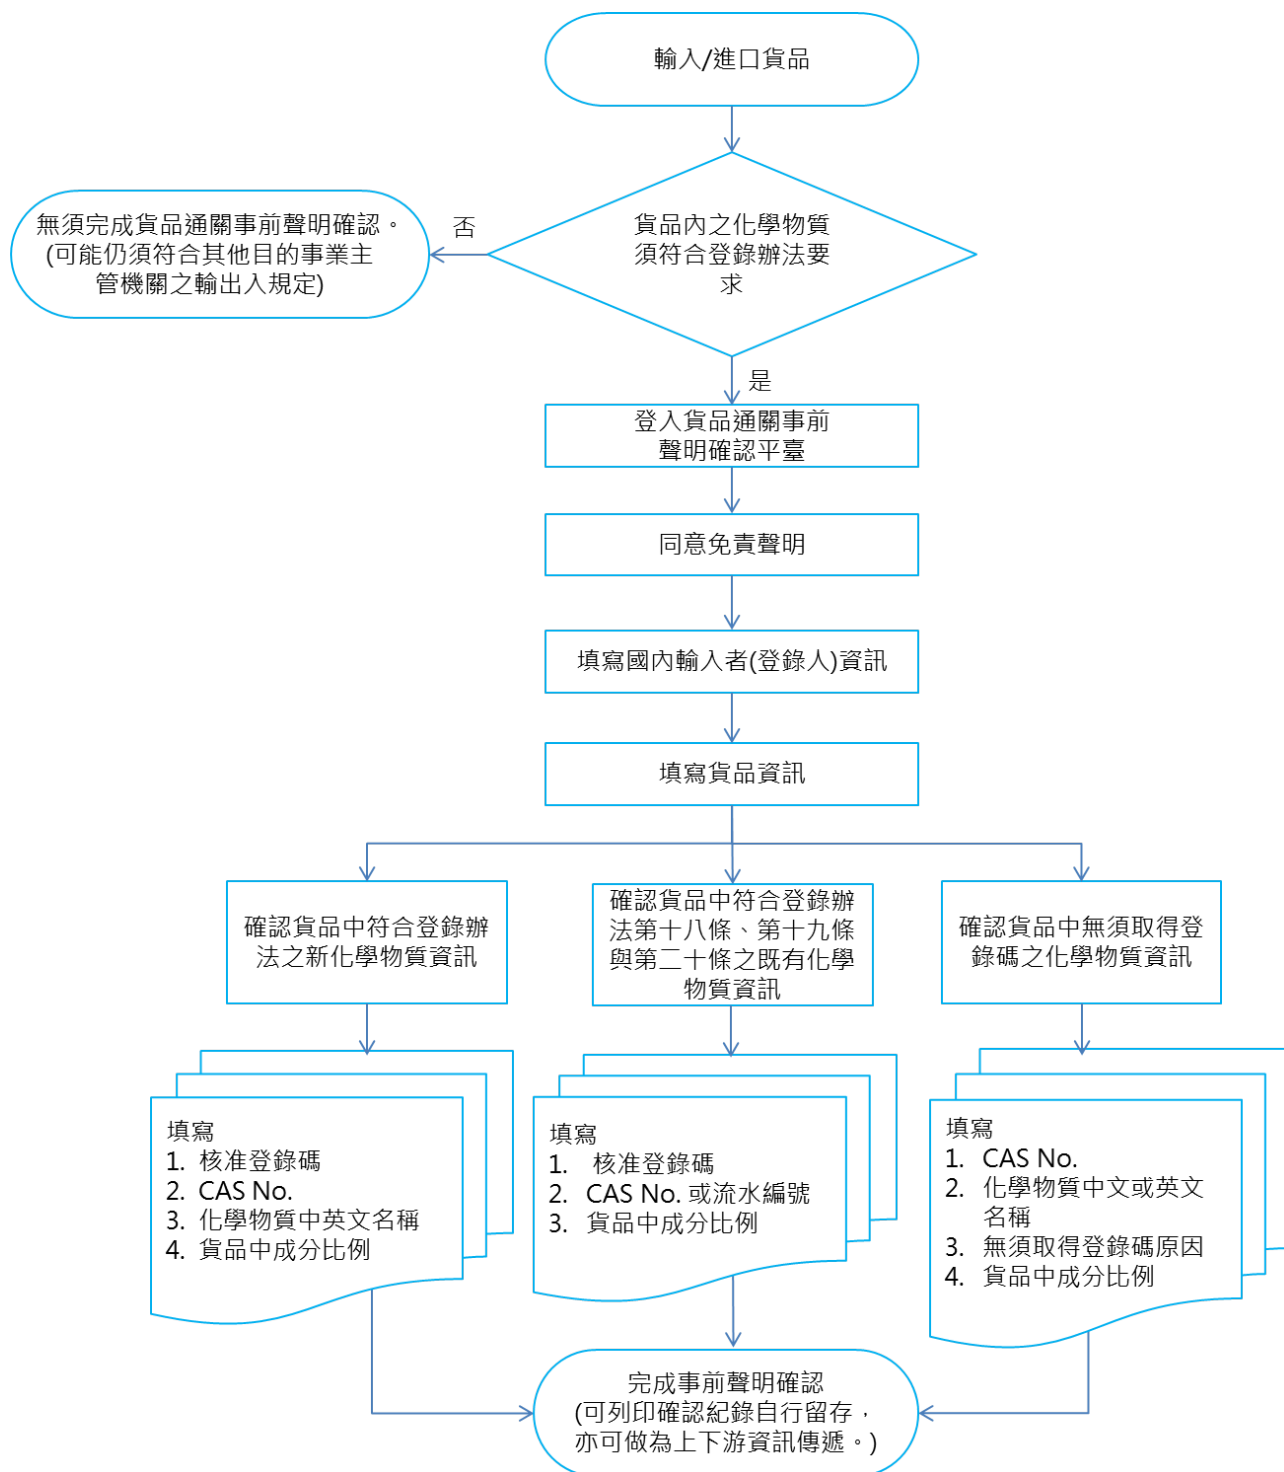 輸入/進口貨品
貨品內之化學物質
須符合登錄辦法要
求
否
無須完成貨品通關事前聲明確認。
(可能仍須符合其他目的事業主
管機關之輸出入規定)
是
登入貨品通關事前
聲明確認平臺
同意免責聲明
填寫國內輸入者(登錄人)資訊
填寫貨品資訊
確認貨品中符合登錄辦
法之新化學物質資訊
確認貨品中符合登錄辦
法第十八條、第十九條
與第二十條之既有化學
物質資訊
確認貨品中無須取得登
錄碼之化學物質資訊
填寫
1. 核准登錄碼
2. CAS No.
3. 化學物質中英文名稱
4. 貨品中成分比例
填寫
1. 核准登錄碼
2. CAS No. 或流水編號
3. 貨品中成分比例
填寫
1. CAS No.
2. 化學物質中文或英文
名稱
3. 無須取得登錄碼原因
4. 貨品中成分比例
完成事前聲明確認
(可列印確認紀錄自行留存，
亦可做為上下游資訊傳遞。)